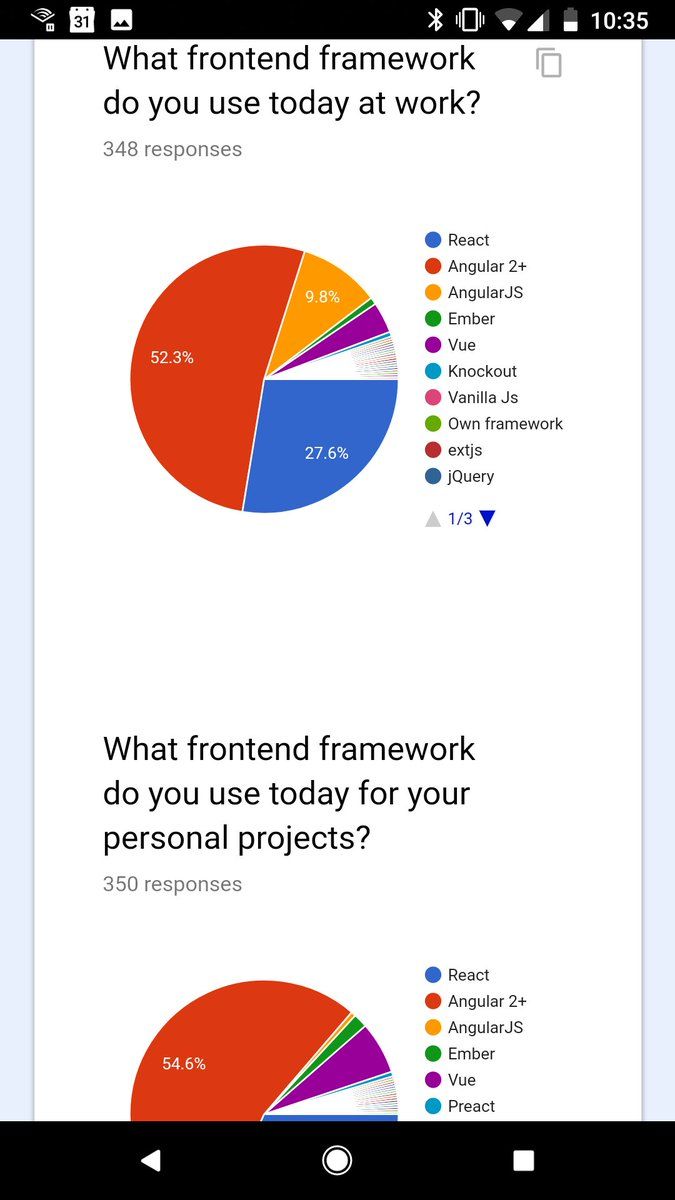 31
10:35
What frontend framework
do you use today at work?
348 responses
React
Angular 2+
AngularJS
Ember
Vue
Knockout
Vanilla Js
Own framework
extjs
jQuery
1/3
9.8%
52.3%
27.6%
What frontend framework
do you use today for your
personal projects?
350 responses
React
Angular 2+
AngularJS
Ember
Vue
Preact
54.6%